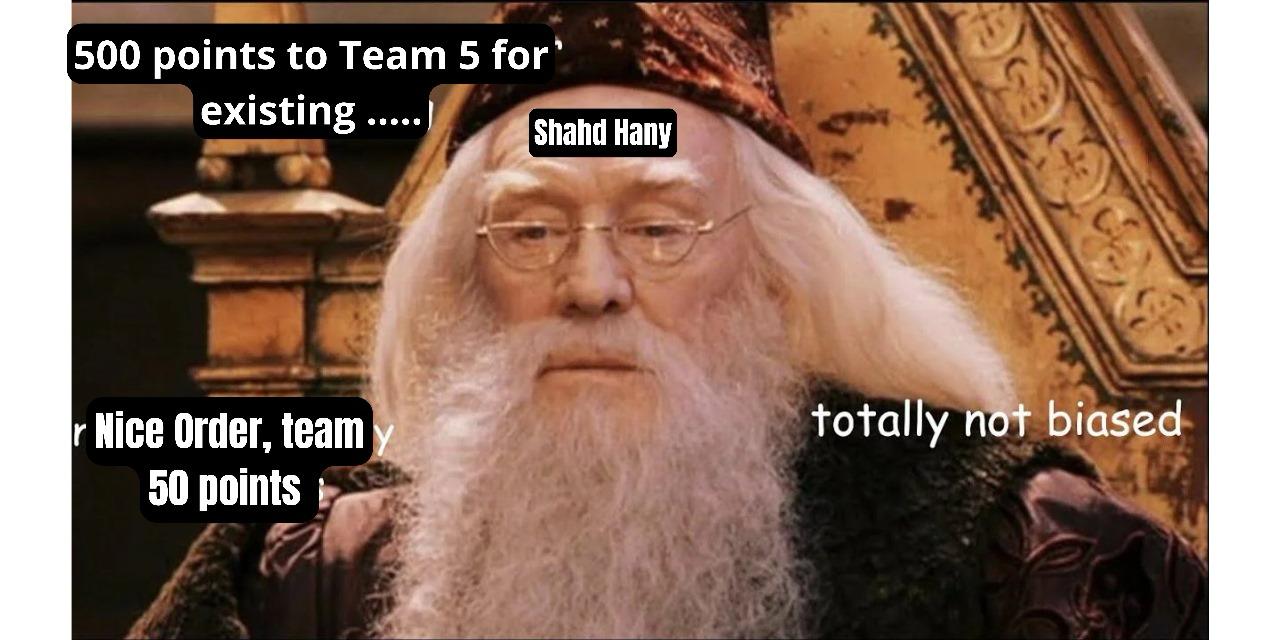 500 points to Team 5 for
existing .....
Shahd Hany
totally not biased
Nice Order, team
50 points